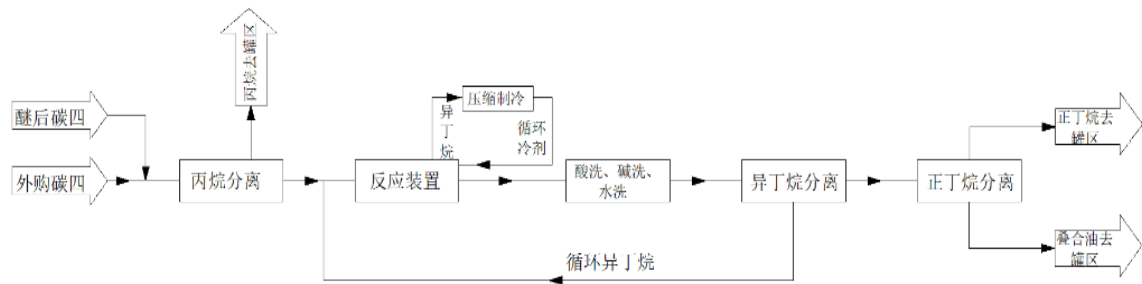 丙烷去罐区
醚后碳四
外购碳四
丙烷分离
异丁烷
压缩制冷
循环
冷剂
反应装置
酸洗、碱洗、
水洗
异丁烷分离
正丁烷分离
正丁烷去
罐区
叠合油去
罐区
循环异丁烷